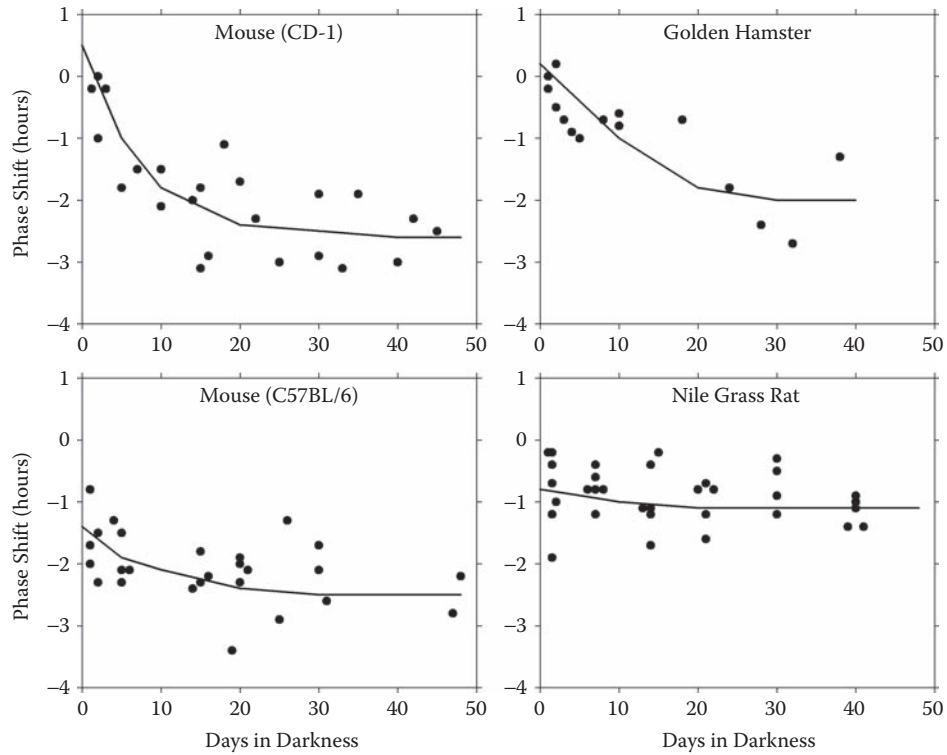 Mouse (CD-1)
Golden Hamster
Phase Shift (hours)
1
0
−1
−2
−3
−4
1
0
−1
−2
−3
−4
0 10 20 30 40 50
0 10 20 30 40 50
Mouse (C57BL/6)
Nile Grass Rat
Phase Shift (hours)
1
0
−1
−2
−3
−4
1
0
−1
−2
−3
−4
0 10 20 30 40 50
0 10 20 30 40 50
Days in Darkness
Days in Darkness